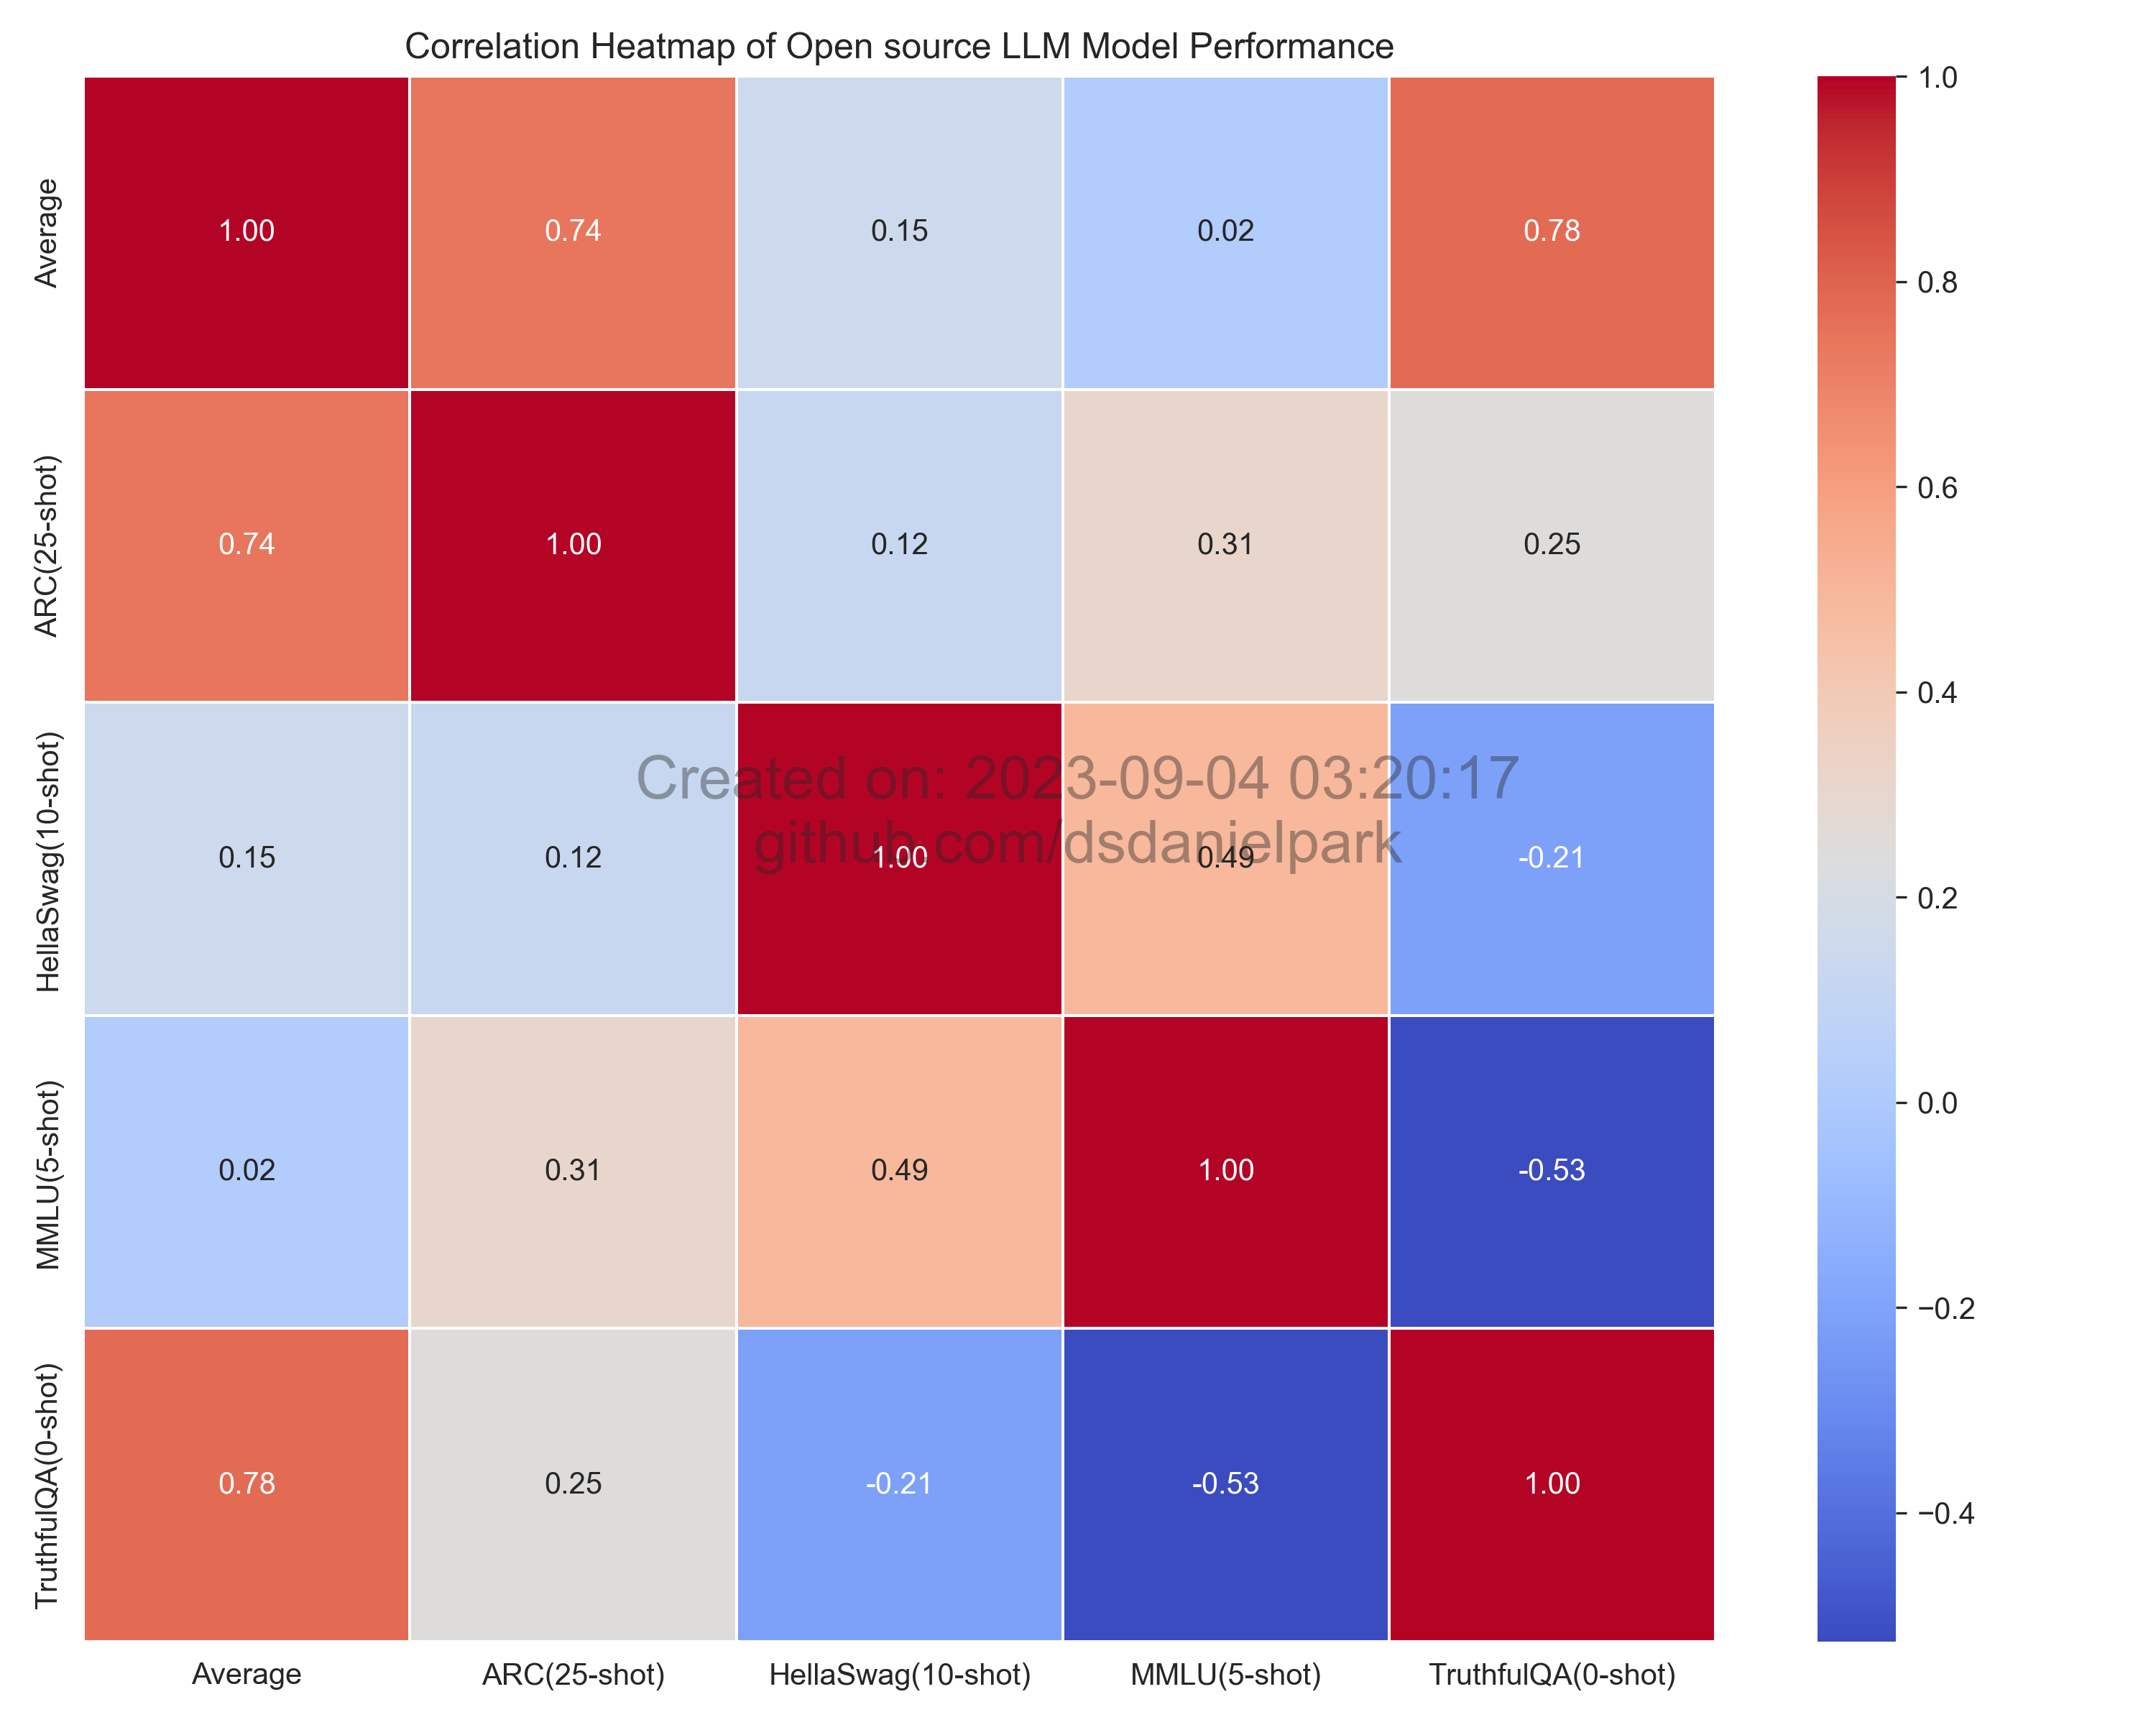 Correlation Heatmap of Open source LLM Model Performance
Average
1.00
0.74
0.15
0.02
0.78
ARC(25-shot)
0.74
1.00
0.12
0.31
0.25
HellaSwag(10-shot)
0.15
0.12
1.00
0.49
-0.21
MMLU(5-shot)
0.02
0.31
0.49
1.00
-0.53
TruthfulQA(0-shot)
0.78
0.25
-0.21
-0.53
1.00
Average
ARC(25-shot)
HellaSwag(10-shot)
MMLU(5-shot)
TruthfulQA(0-shot)
Created on: 2023-09-04 03:20:17
github.com/dsdanielpark
1.0
0.8
0.6
0.4
0.2
0.0
−0.2
−0.4